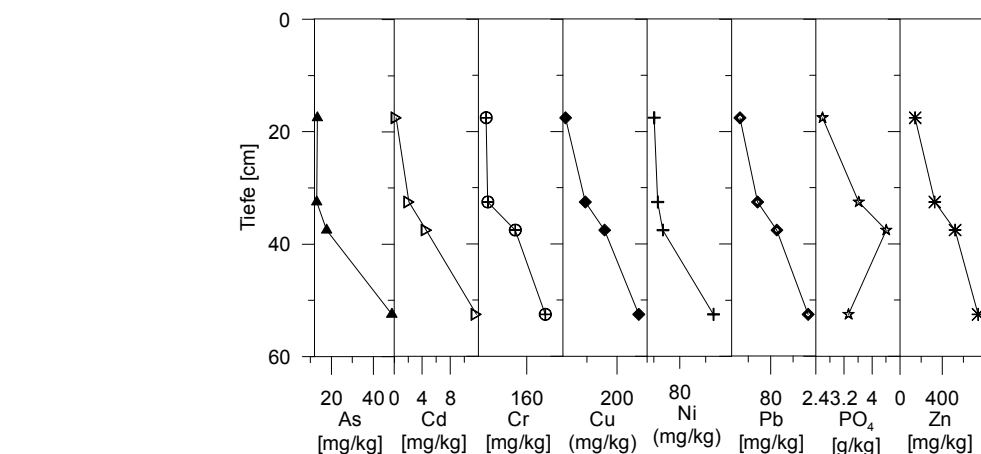 0
20
40
60
Tiefe [cm]
20 40 0 4 8 160 200 80 80 2.43.2 4 0 400
As Cd Cr Cu Ni Pb PO₄ Zn
[mg/kg] [mg/kg] [mg/kg] (mg/kg) (mg/kg) [mg/kg] [g/kg] [mg/kg]